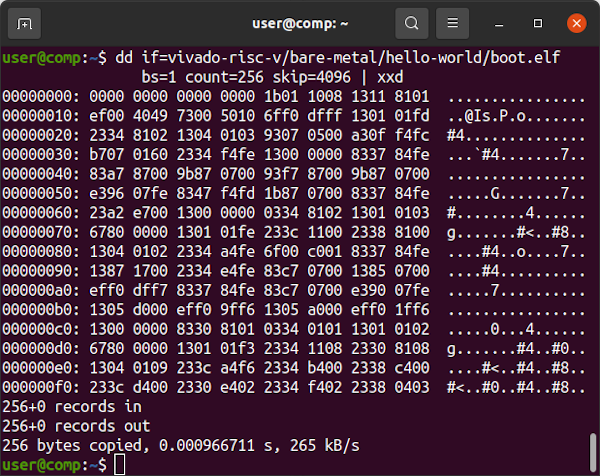 user@comp: ~
user@comp:~$ dd if=vivado-risc-v/bare-metal/hello-world/boot.elf
bs=1 count=256 skip=4096 | xxd
00000000: 0000 0000 0000 0000 1b01 1008 1311 8101  ................
00000010: ef00 4049 7300 5010 6ff0 dfff 1301 01fd  ..@Is.P.o.......
00000020: 2334 8102 1304 0103 9307 0500 a30f f4fc  #4..............
00000030: b707 0160 2334 f4fe 1300 0000 8337 84fe  ...`#4.......7..
00000040: 83a7 8700 9b87 0700 93f7 8700 9b87 0700  ................
00000050: e396 07fe 8347 f4fd 1b87 0700 8337 84fe  .....G.......7..
00000060: 23a2 e700 1300 0000 0334 8102 1301 0103  #........4......
00000070: 6780 0000 1301 01fe 233c 1100 2338 8100  g.......#<..#8..
00000080: 1304 0102 2334 a4fe 6f00 c001 8337 84fe  ....#4..o....7..
00000090: 1387 1700 2334 e4fe 83c7 0700 1385 0700  ....#4..........
000000a0: eff0 dff7 8337 84fe 83c7 0700 e390 07fe  .....7..........
000000b0: 1305 d000 eff0 9ff6 1305 a000 eff0 1ff6  ................
000000c0: 1300 0000 8330 8101 0334 0101 1301 0102  .....0...4......
000000d0: 6780 0000 1301 01f3 2334 1108 2330 8108  g.......#4..#0..
000000e0: 1304 0109 233c a4f6 2334 b400 2338 c400  ....#<..#4..#8..
000000f0: 233c d400 2330 e402 2334 f402 2338 0403  #<..#0..#4..#8..
256+0 records in
256+0 records out
256 bytes copied, 0.000966711 s, 265 kB/s
user@comp:~$